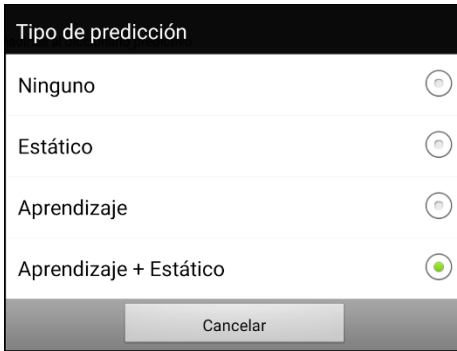 Tipo de predicción
Ninguno
Estático
Aprendizaje
Aprendizaje + Estático
Cancelar